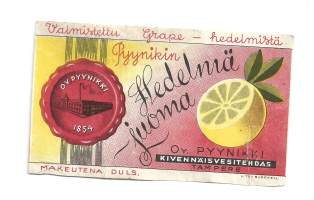 Valmistettu Grape – hedelmistä
Pyynikin
Hedelmä
-juoma
OY. PYYNIKKI
1854
OY. PYYNIKKI
KIVENNÄISVESITEHDAS
TAMPERE
MAKEUTENA DULS.